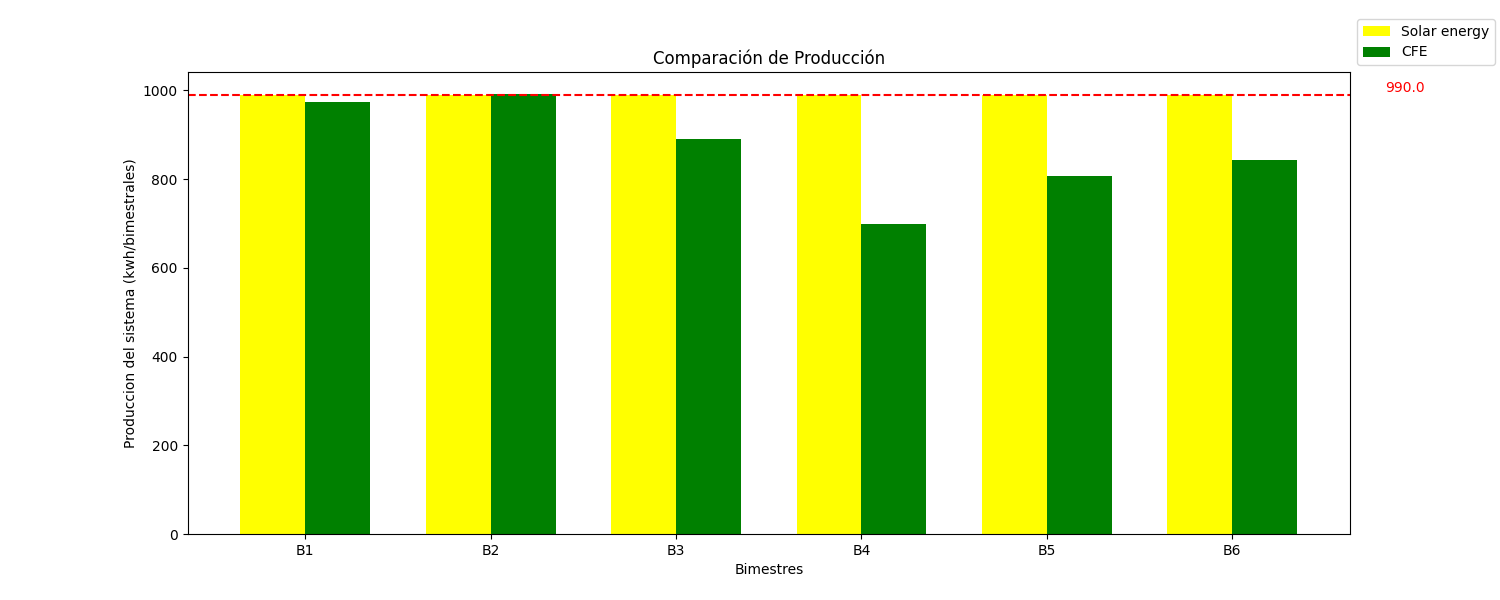 Solar energy
CFE
Comparación de Producción
990.0
1000
800
600
400
200
0
Produccion del sistema (kwh/bimestrales)
B1 B2 B3 B4 B5 B6
Bimestres